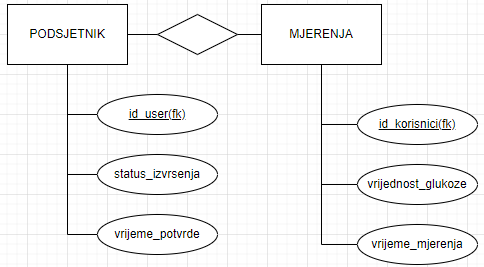 PODSJETNIK
MJERENJA
id_user(fk)
id_korisnici(fk)
status_izvrsenja
vrijednost_glukoze
vrijeme_potvrde
vrijeme_mjerenja